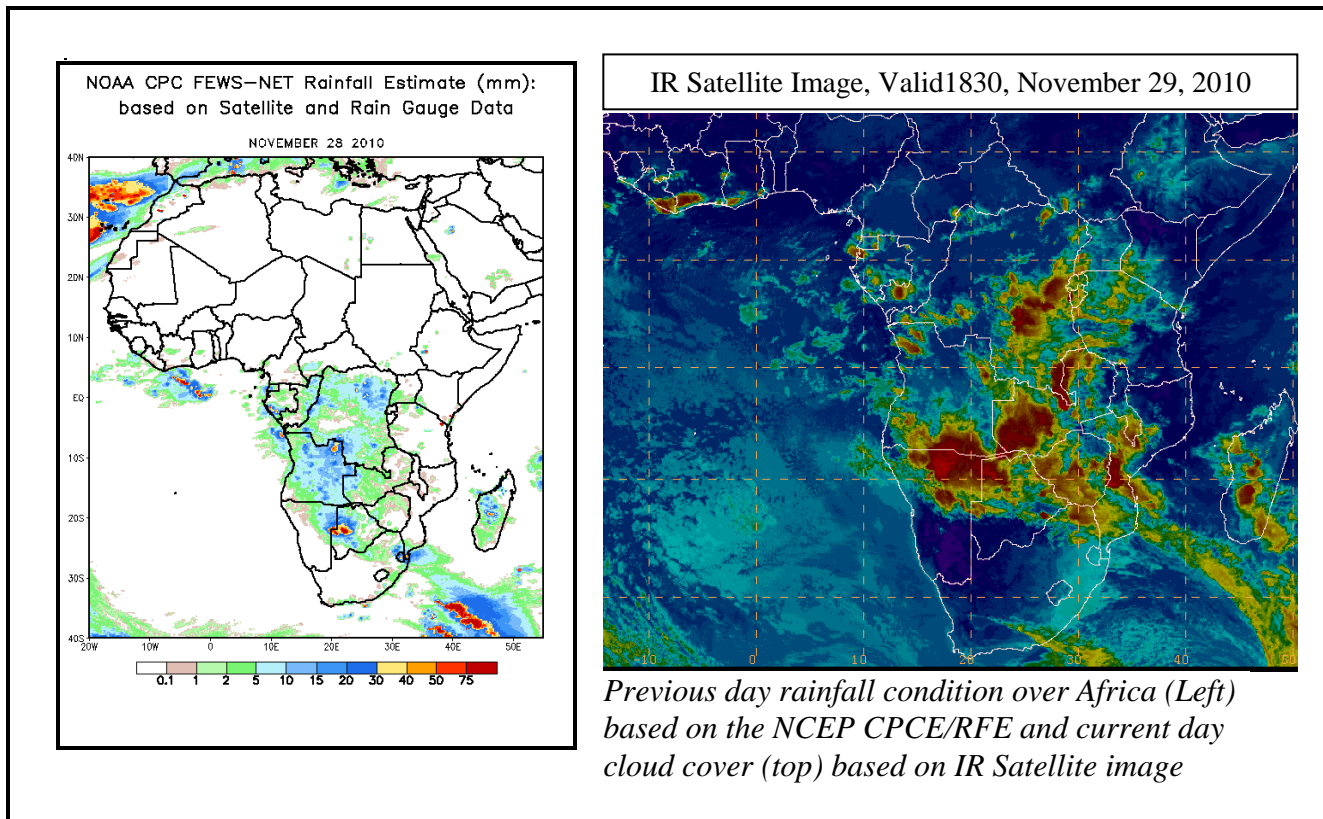 NOAA CPC FEWS-NET Rainfall Estimate (mm):
based on Satellite and Rain Gauge Data
NOVEMBER 28 2010
40N
30N
20N
10N
EQ
10S
20S
30S
40S
20W 10W 0 10E 20E 30E 40E 50E
0.1 1 2 5 10 15 20 30 40 50 75
IR Satellite Image, Valid1830, November 29, 2010
-10 0 10 20 30 40 50
Previous day rainfall condition over Africa (Left)
based on the NCEP CPCE/RFE and current day
cloud cover (top) based on IR Satellite image